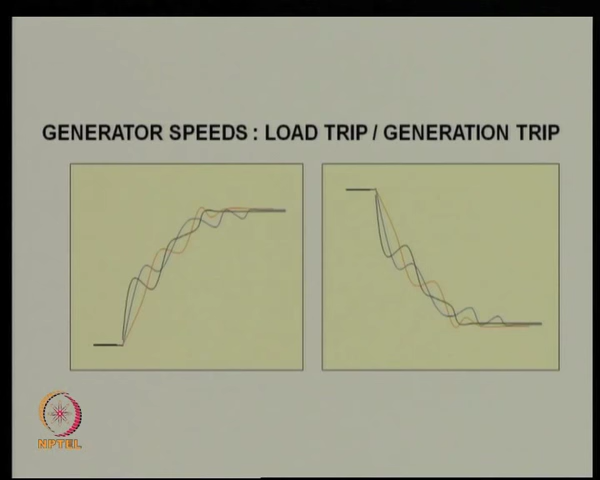 GENERATOR SPEEDS : LOAD TRIP / GENERATION TRIP
NPTEL